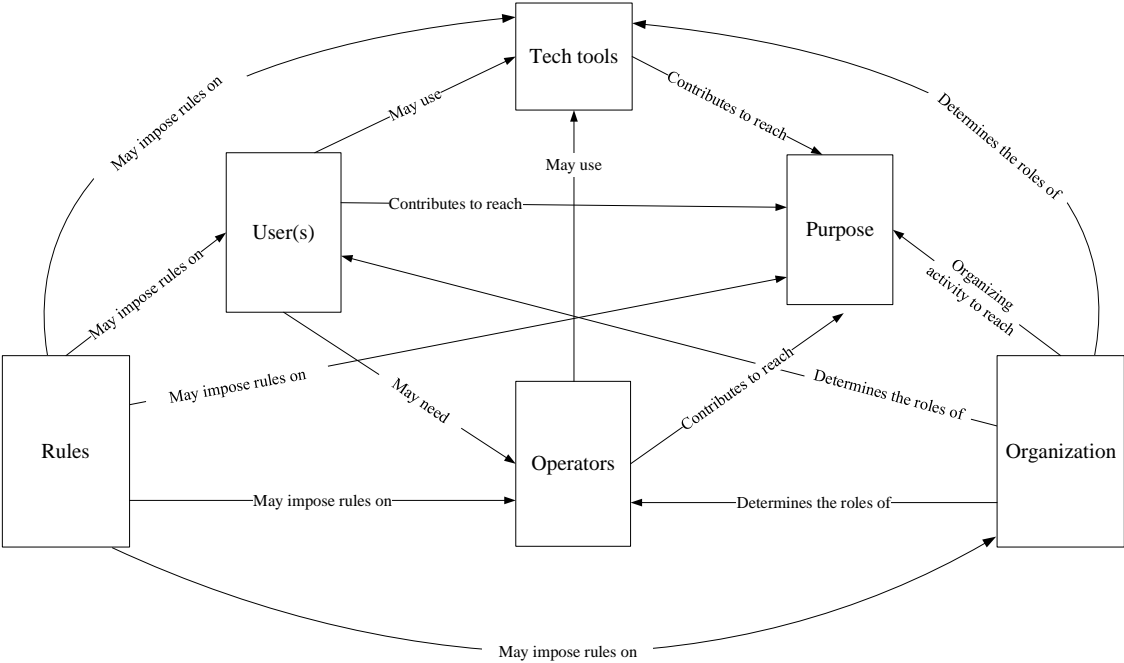 Tech tools
May impose rules on
May use
Contributes to reach
Determines the roles of
May use
User(s)
Contributes to reach
Purpose
May impose rules on
Organizing
activity to reach
May impose rules on
May need
Contributes to reach
Determines the roles of
Rules
Operators
Organization
May impose rules on
Determines the roles of
May impose rules on